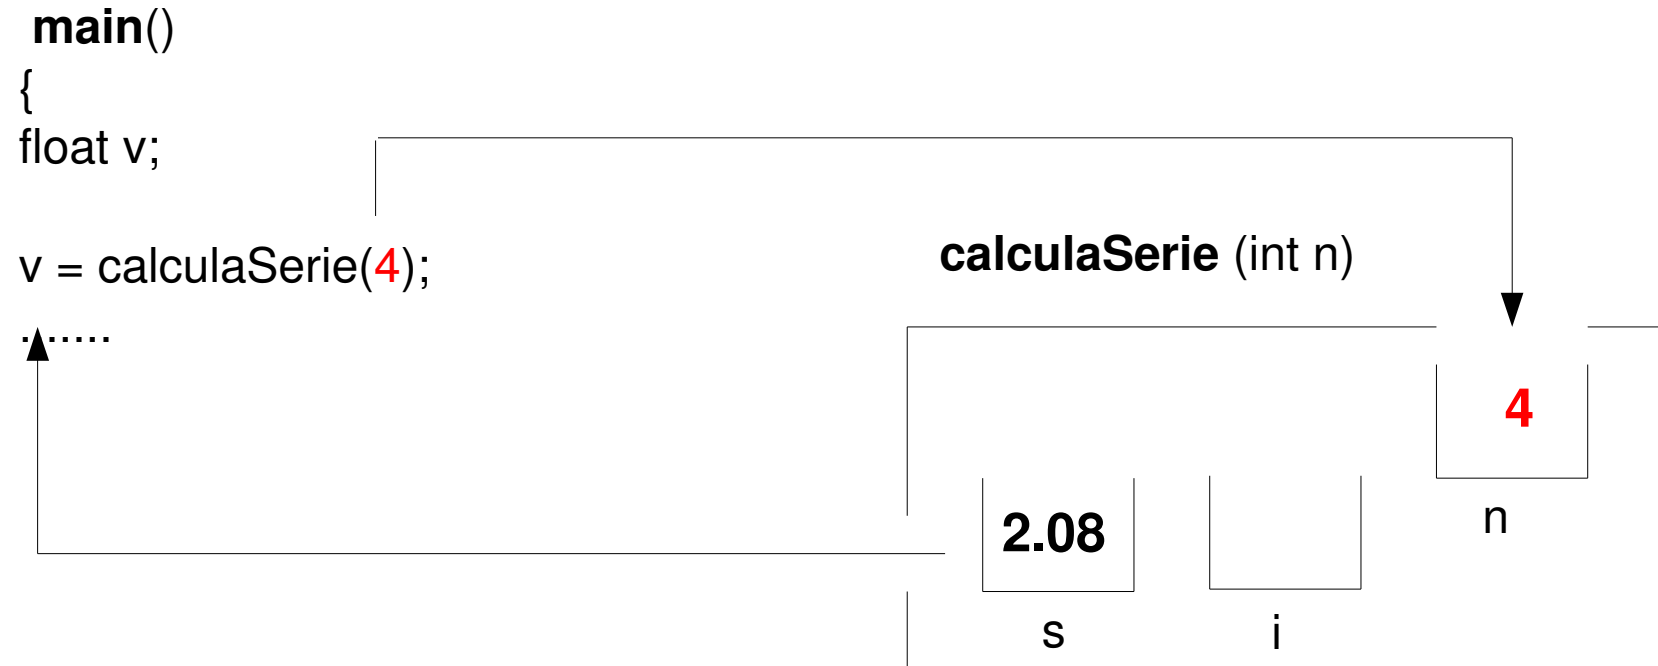 main()
{
float v;
v = calculaSerie(4);
.......
calculaSerie (int n)
4
n
2.08
s
i